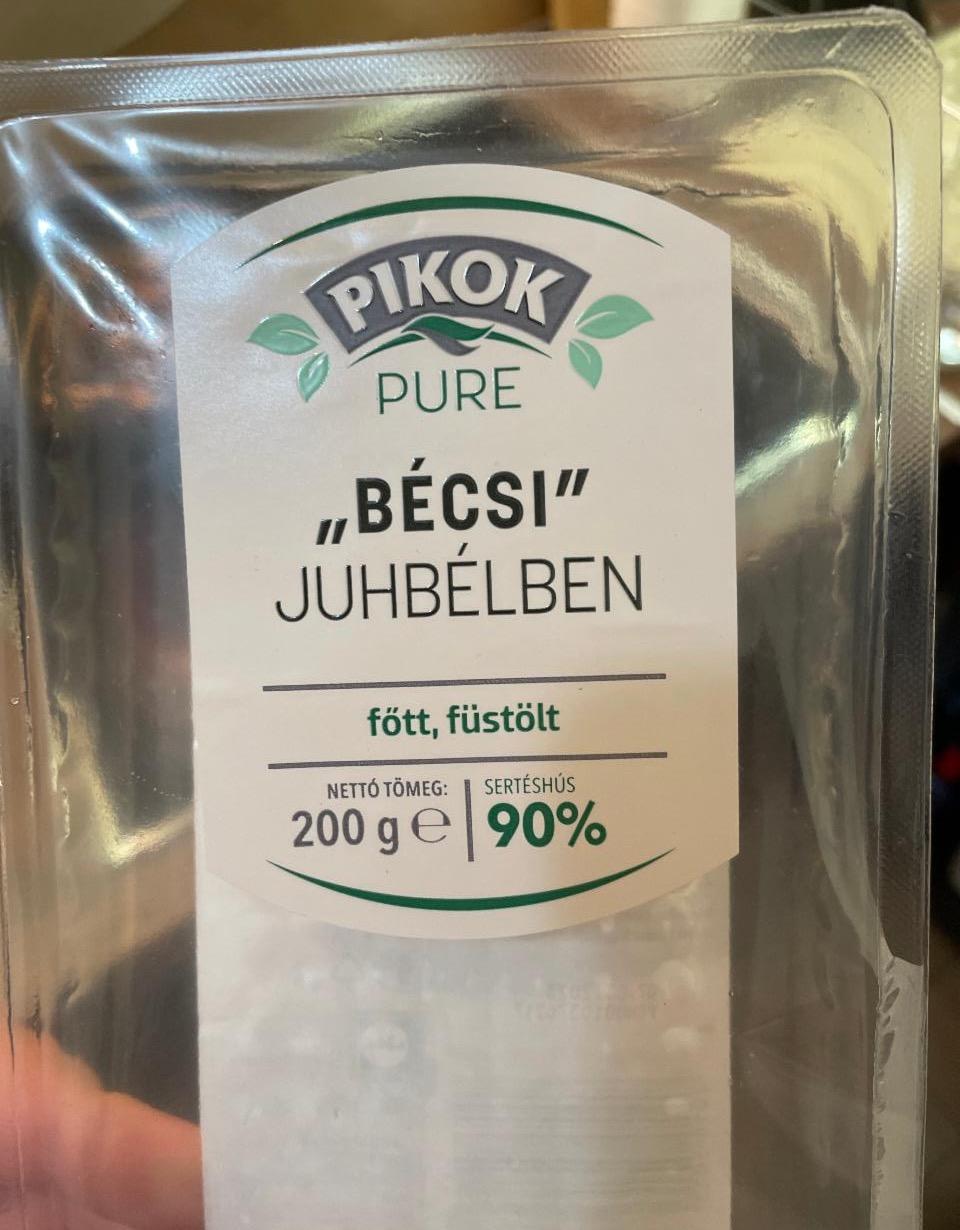 PIKOK
PURE
„BÉCSI"
JUHBÉLBEN
főtt, füstölt
NETTÓ TÖMEG:
200 g ℮
SERTÉSHÚS
90%